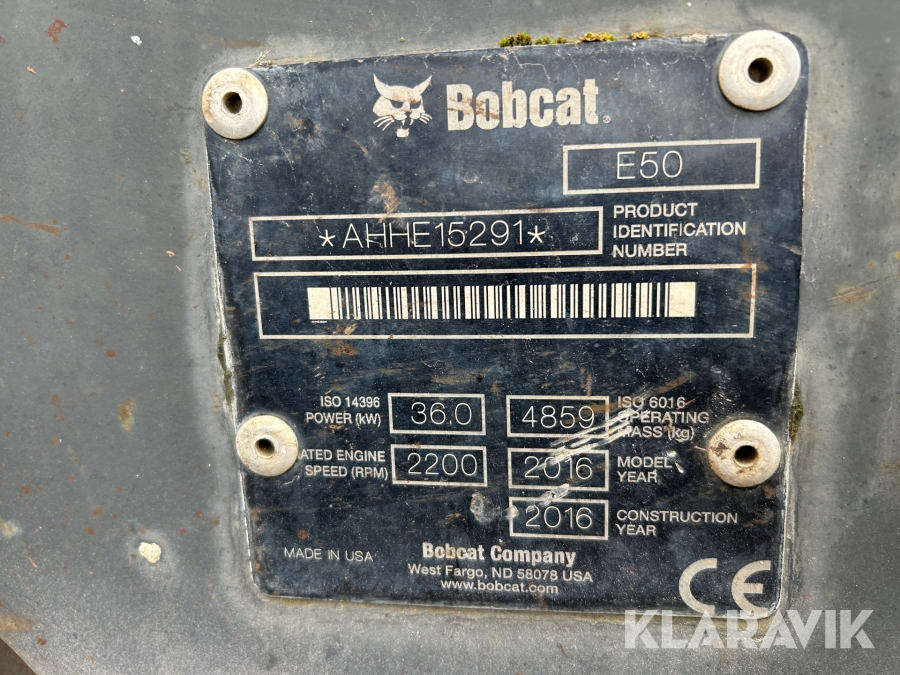 Bobcat®
E50
*AHHE15291*
PRODUCT
IDENTIFICATION
NUMBER
ISO 14396
POWER (kW)
36.0
4859
ISO 6016
OPERATING
MASS (kg)
ATED ENGINE
SPEED (RPM)
2200
2016
MODEL
YEAR
2016
CONSTRUCTION
YEAR
MADE IN USA
Bobcat Company
West Fargo, ND 58078 USA
www.bobcat.com
CE
KLARAVIK